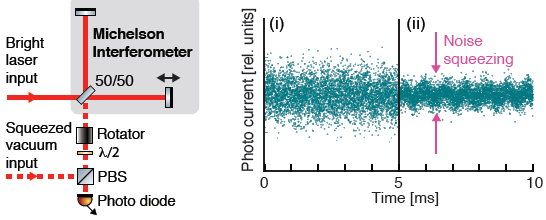 Bright
laser
input
Michelson
Interferometer
50/50
Squeezed
vacuum
input
Rotator
λ/2
PBS
Photo diode
Photo current [rel. units]
(i)
(ii)
Noise
squeezing
0
5
10
Time [ms]